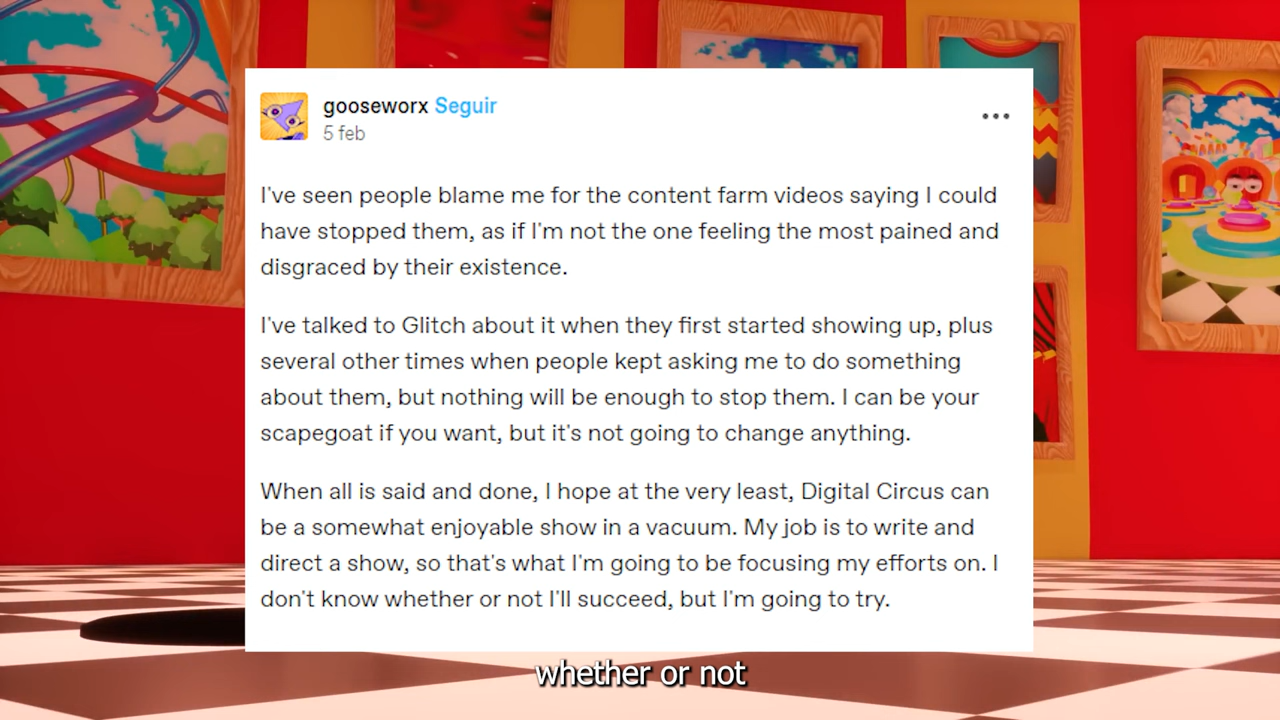 gooseworx Seguir
5 feb
I've seen people blame me for the content farm videos saying I could
have stopped them, as if I'm not the one feeling the most pained and
disgraced by their existence.
I've talked to Glitch about it when they first started showing up, plus
several other times when people kept asking me to do something
about them, but nothing will be enough to stop them. I can be your
scapegoat if you want, but it's not going to change anything.
When all is said and done, I hope at the very least, Digital Circus can
be a somewhat enjoyable show in a vacuum. My job is to write and
direct a show, so that's what I'm going to be focusing my efforts on. I
don't know whether or not I'll succeed, but I'm going to try.
whether or not